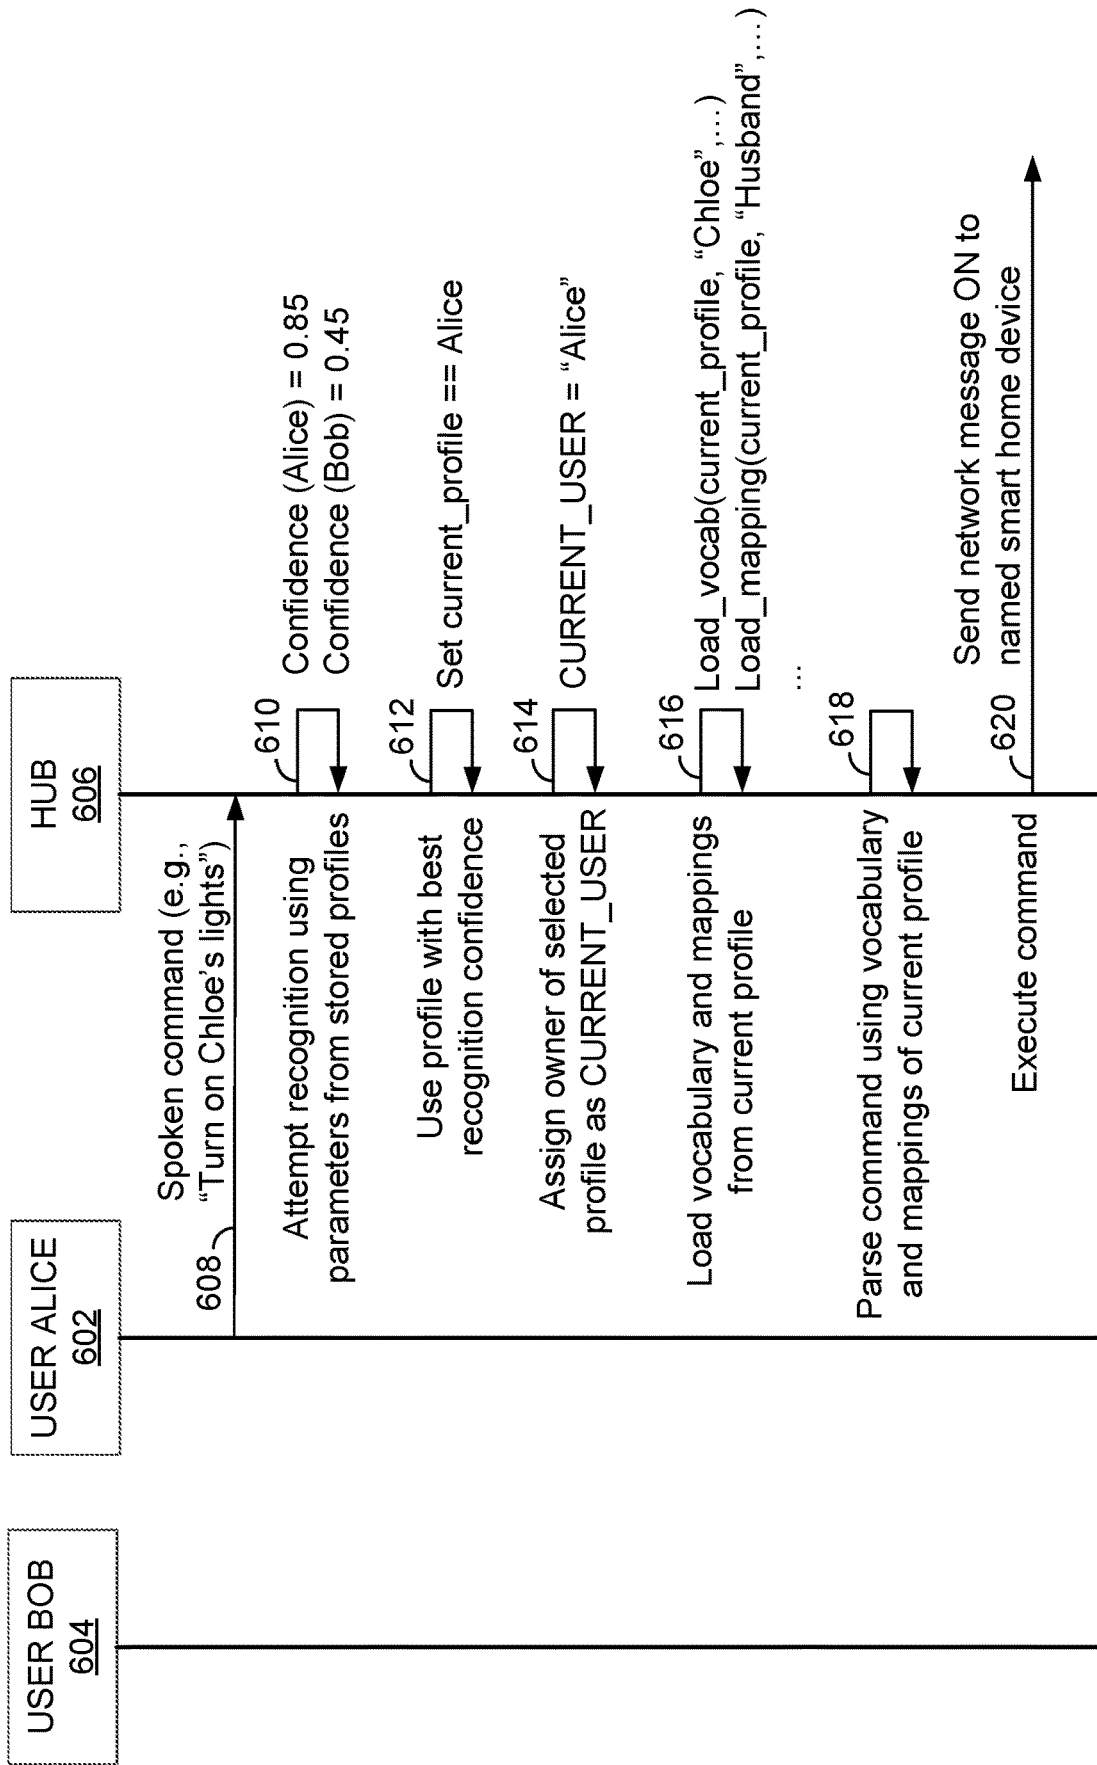 USER BOB
604
USER ALICE
602
HUB
606
Spoken command (e.g.,
“Turn on Chloe’s lights”)
608
Attempt recognition using
parameters from stored profiles
610
Confidence (Alice) = 0.85
Confidence (Bob) = 0.45
Use profile with best
recognition confidence
612
Set current_profile == Alice
Assign owner of selected
profile as CURRENT_USER
614
CURRENT_USER = “Alice”
Load vocabulary and mappings
from current profile
616
Load_vocab(current_profile, “Chloe”,…)
Load_mapping(current_profile, “Husband”,…)
…
Parse command using vocabulary
and mappings of current profile
618
Execute command
620
Send network message ON to
named smart home device